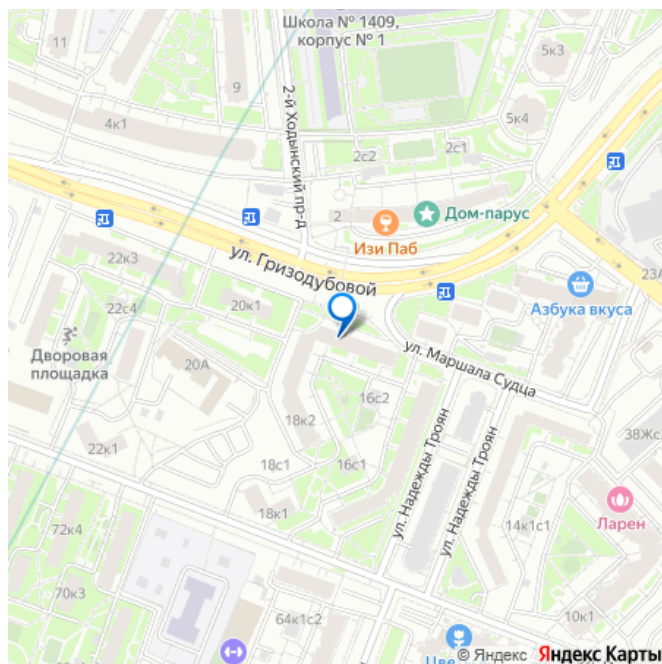 Школа № 1409,
корпус № 1
11
9
5к3
4к1
2-й Ходынский пр-д
2с2
2с1
5к4
2
Дом-парус
Изи Паб
ул. Гризодубовой
22к3
23А
Азбука вкуса
22с4
20к1
Дворовая
площадка
20А
ул. Маршала Судца
16с2
18к2
22к1
18с1
16с1
ул. Надежды Троян
ул. Надежды Троян
Ларен
18к1
14к1с1
72к4
70к3
64к1с2
10к1
© Яндекс Яндекс Карты